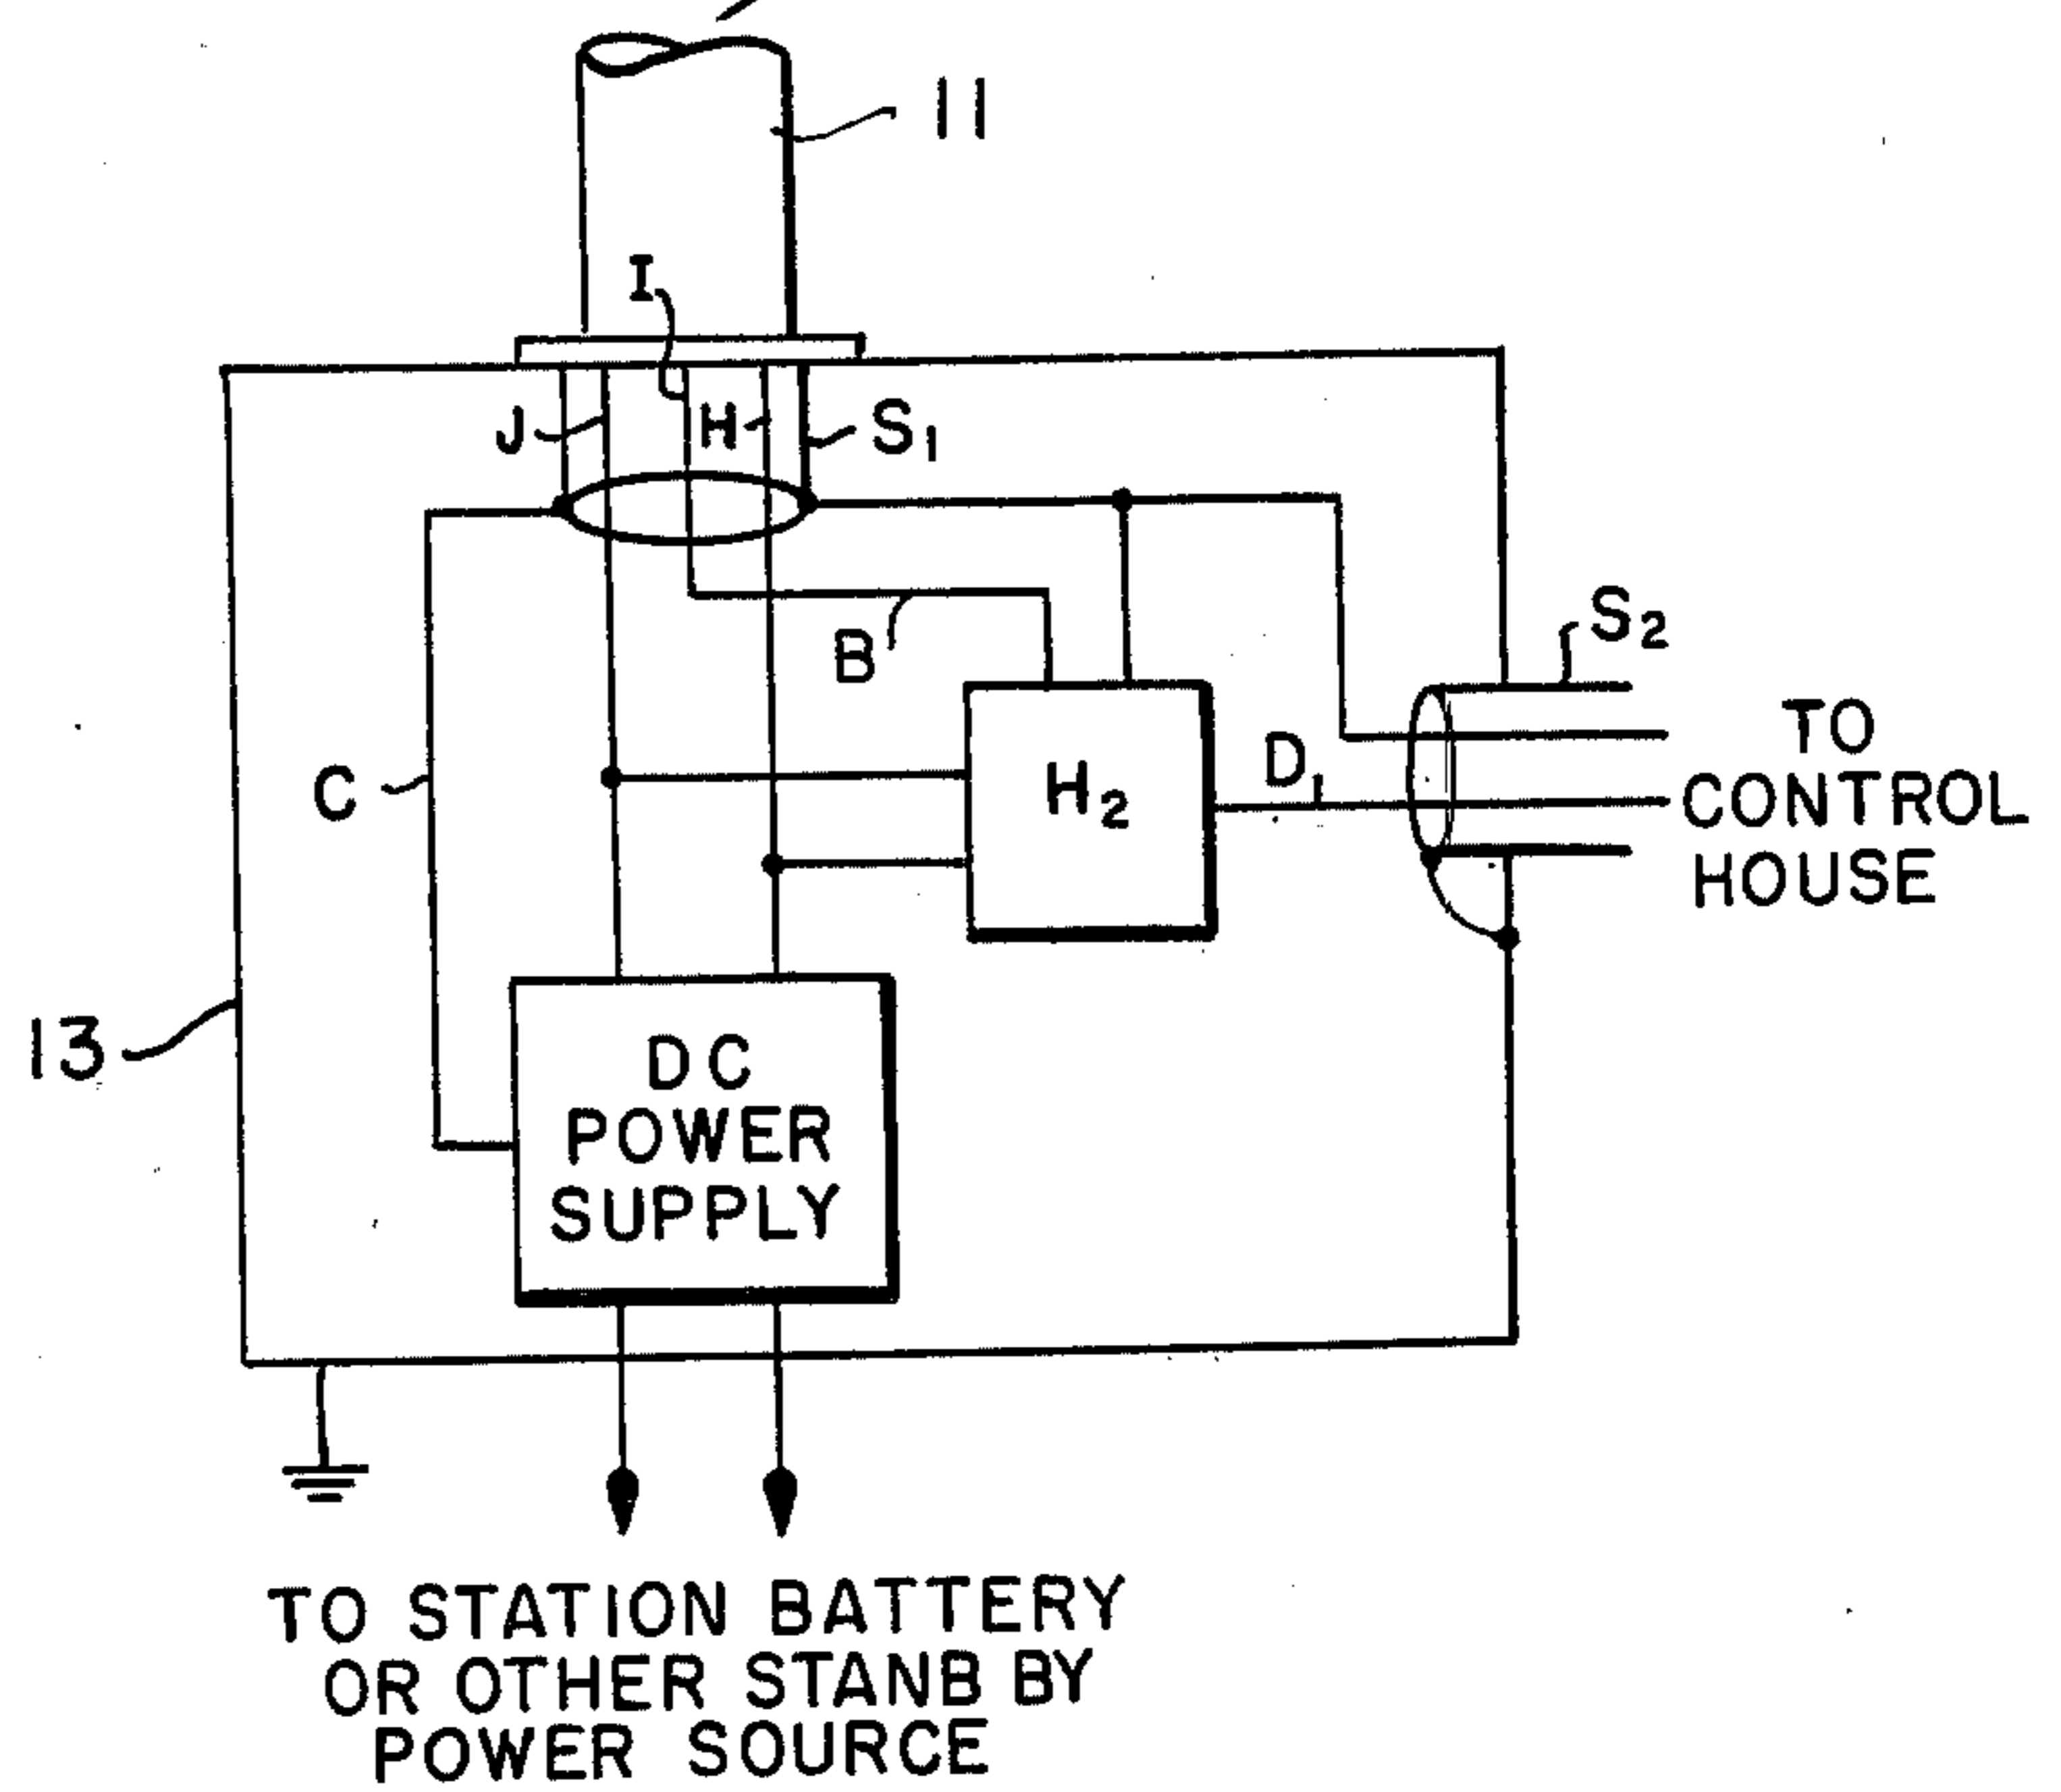 11
I
J
H
S1
B
S2
TO
CONTROL
HOUSE
C
H2
D1
13
DC
POWER
SUPPLY
TO STATION BATTERY
OR OTHER STANB BY
POWER SOURCE